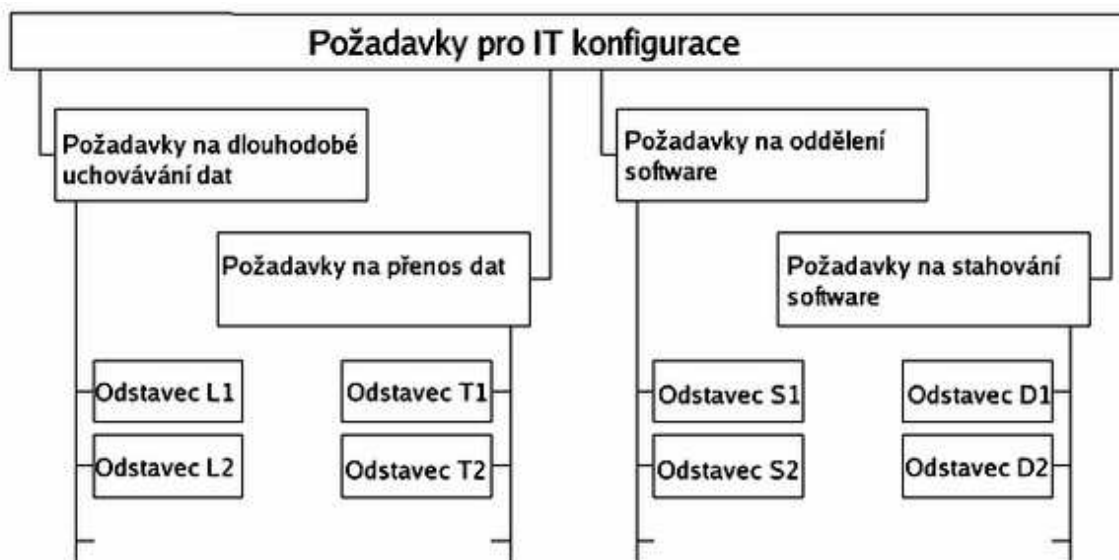 Požadavky pro IT konfigurace
Požadavky na dlouhodobé
uchovávání dat
Požadavky na oddělení
software
Požadavky na přenos dat
Požadavky na stahování
software
Odstavec L1
Odstavec T1
Odstavec S1
Odstavec D1
Odstavec L2
Odstavec T2
Odstavec S2
Odstavec D2